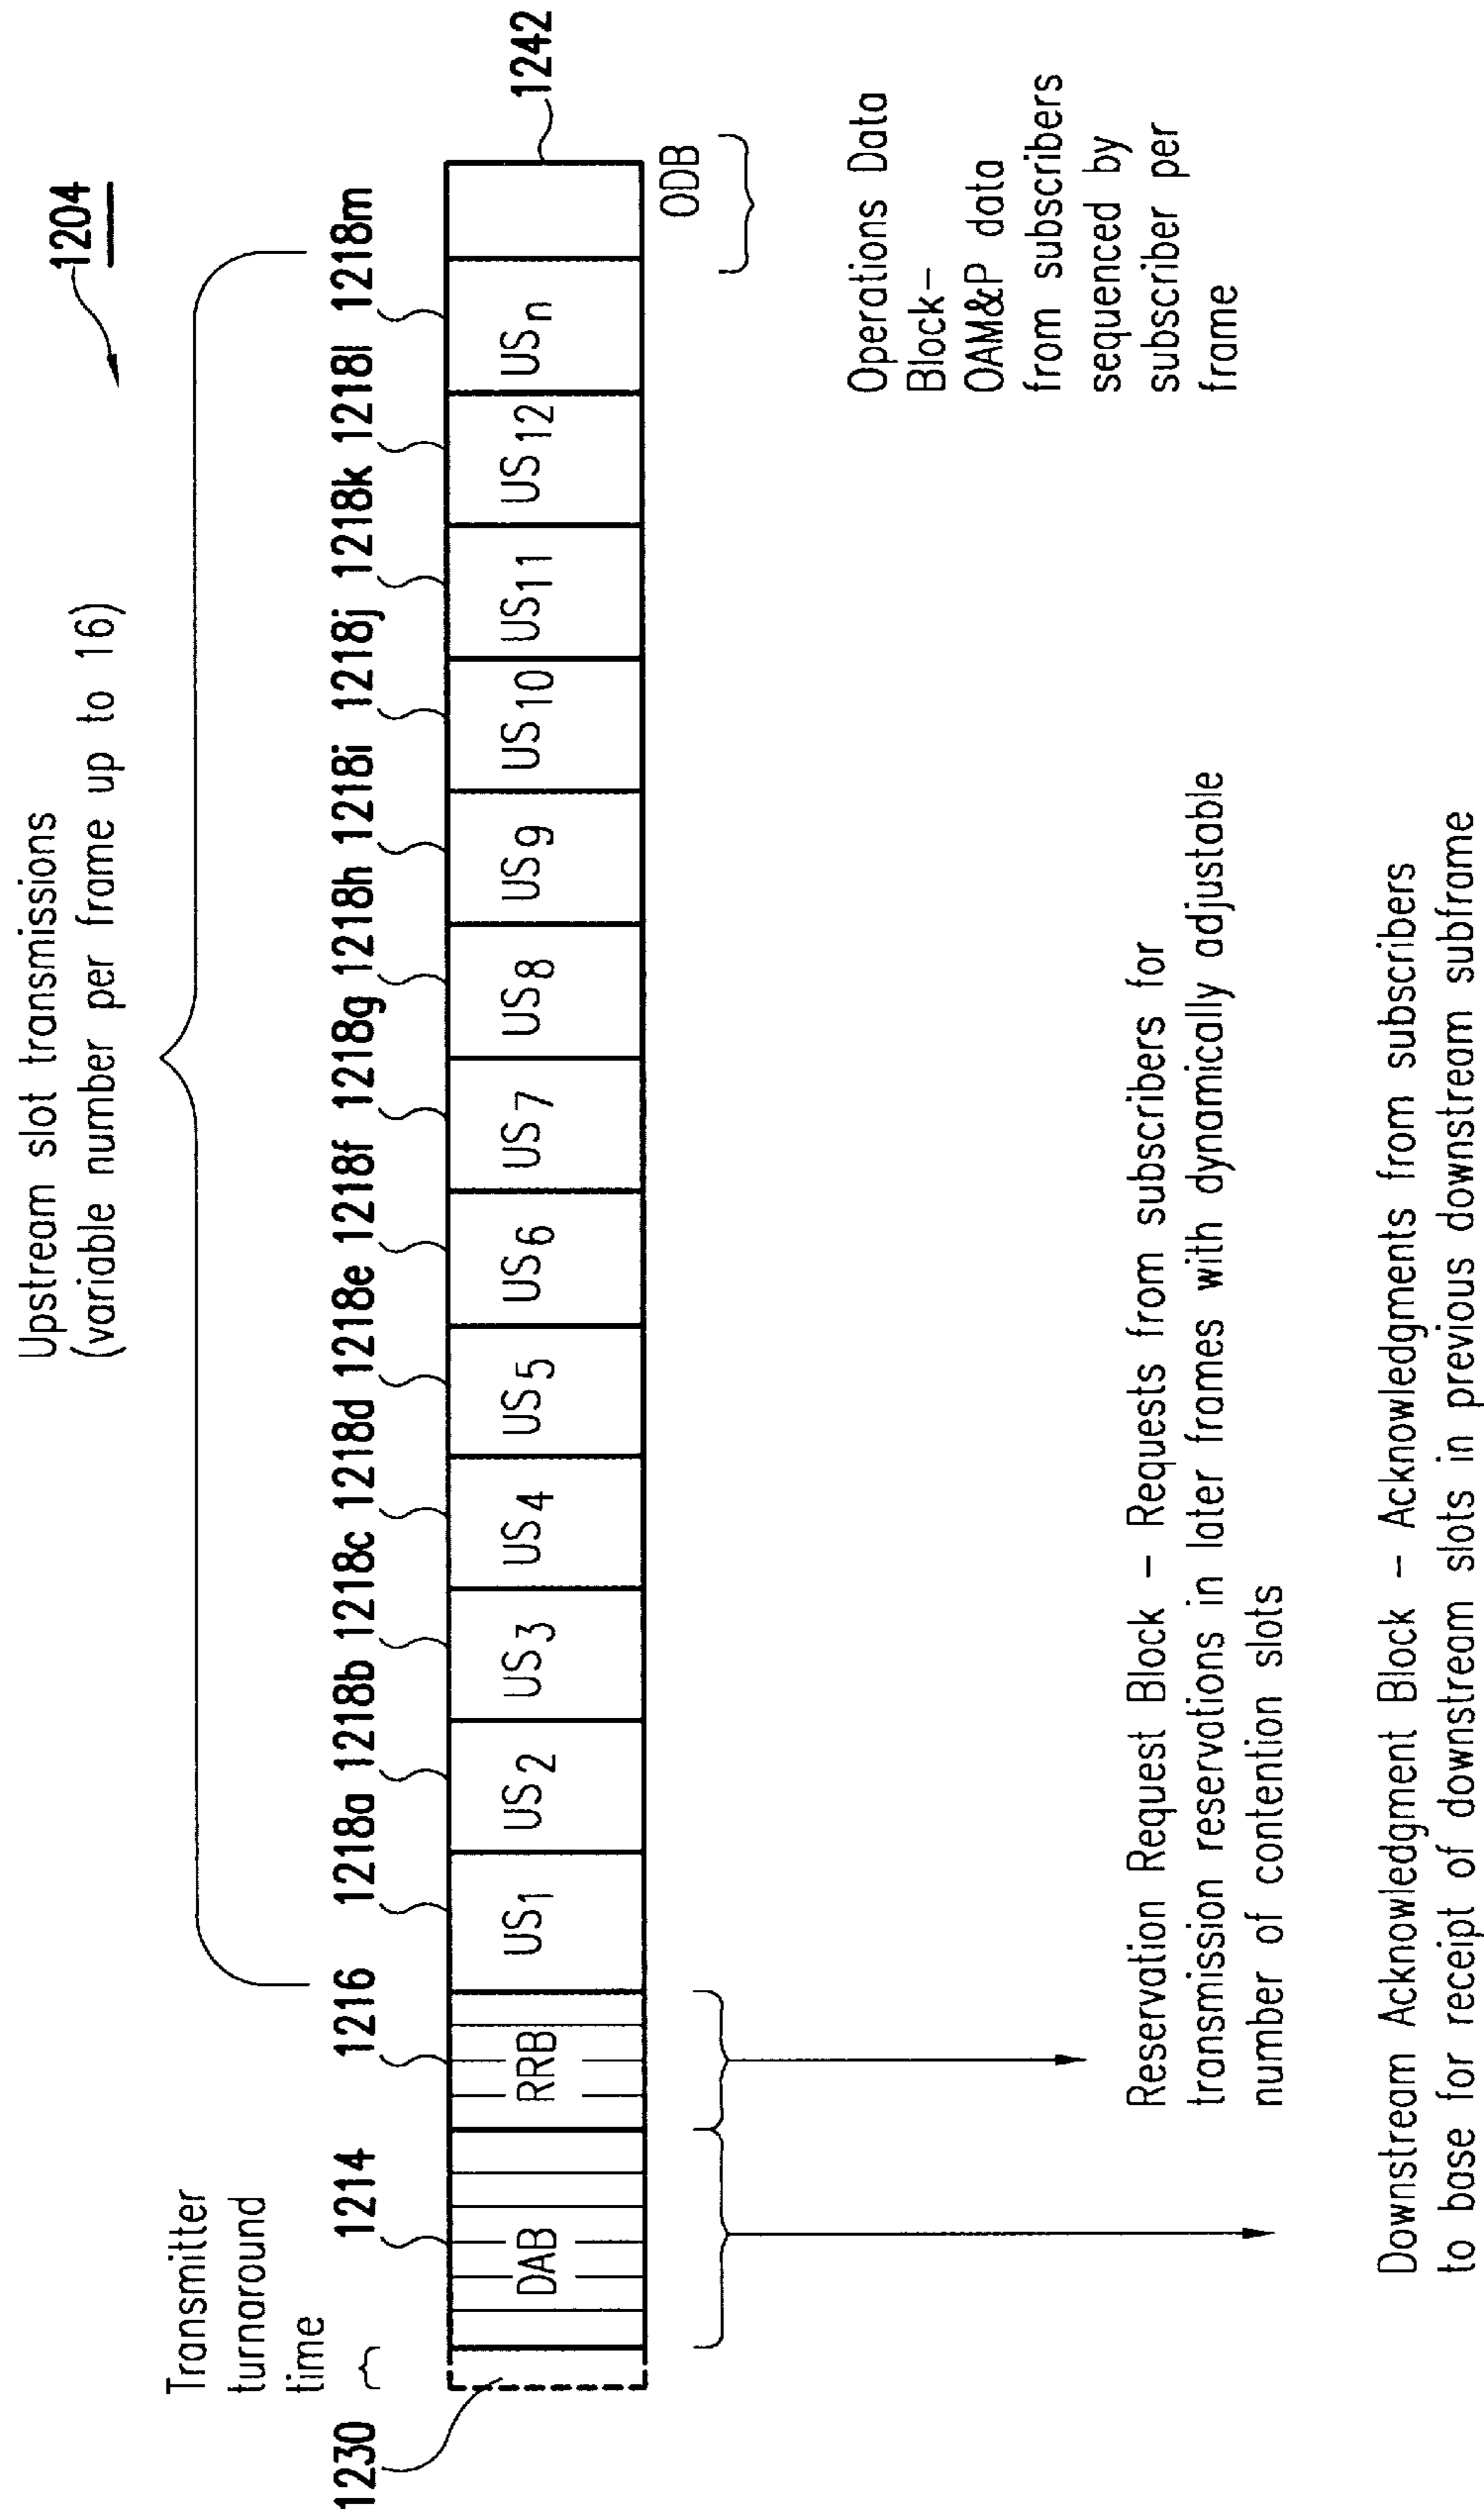 1204
Upstream slot transmissions
(variable number per frame up to 16)
Transmitter
turnaround
time
1230
1214
1216
1218a
1218b
1218c
1218d
1218e
1218f
1218g
1218h
1218i
1218j
1218k
1218l
1218m
1242
DAB
RRB
US1
US2
US3
US4
US5
US6
US7
US8
US9
US10
US11
US12
USn
ODB
Operations Data
Block–
OAM&P data
from subscribers
sequenced by
subscriber per
frame
Reservation Request Block – Requests from subscribers for
transmission reservations in later frames with dynamically adjustable
number of contention slots
Downstream Acknowledgment Block – Acknowledgments from subscribers
to base for receipt of downstream slots in previous downstream subframe